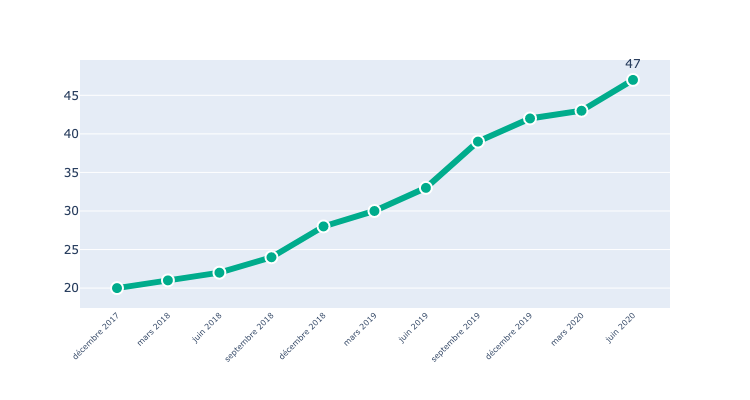 47
45
40
35
30
25
20
décembre 2017
mars 2018
juin 2018
septembre 2018
décembre 2018
mars 2019
juin 2019
septembre 2019
décembre 2019
mars 2020
juin 2020